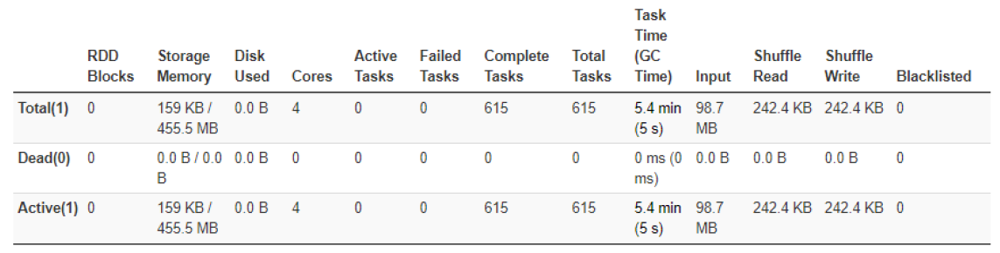 Task
Time
RDD Storage Disk Active Failed Complete Total (GC Shuffle Shuffle
Blocks Memory Used Cores Tasks Tasks Tasks Tasks Time) Input Read Write Blacklisted
Total(1) 0 159 KB / 0.0 B 4 0 0 615 615 5.4 min 98.7 242.4 KB 242.4 KB 0
455.5 MB (5 s) MB
Dead(0) 0 0.0 B / 0.0 0.0 B 0 0 0 0 0 0 ms (0 0.0 B 0.0 B 0.0 B 0
B ms)
Active(1) 0 159 KB / 0.0 B 4 0 0 615 615 5.4 min 98.7 242.4 KB 242.4 KB 0
455.5 MB (5 s) MB